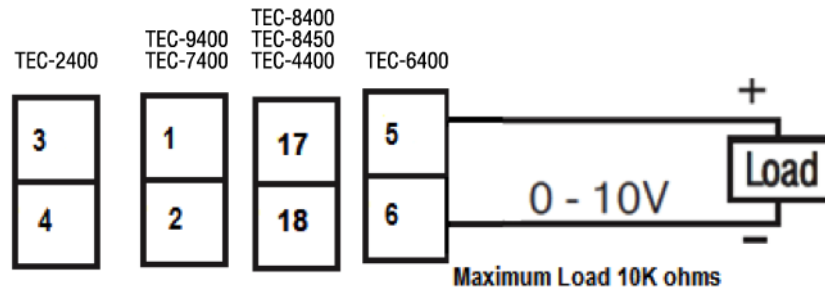 TEC-2400
TEC-9400
TEC-7400
TEC-8400
TEC-8450
TEC-4400
TEC-6400
3
1
17
5
4
2
18
6
+
Load
0 - 10V
–
Maximum Load 10K ohms